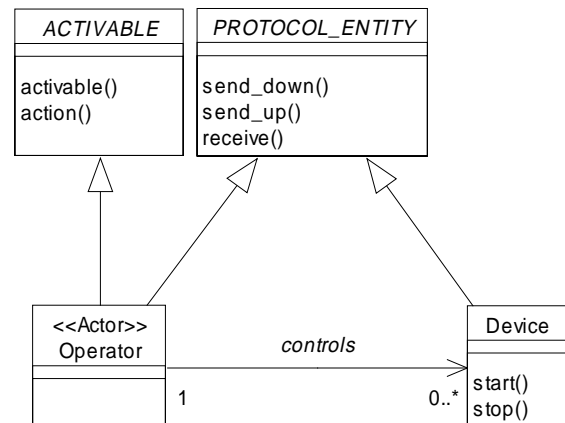 ACTIVABLE
activable()
action()
PROTOCOL_ENTITY
send_down()
send_up()
receive()
<<Actor>>
Operator
controls
1
0..*
Device
start()
stop()